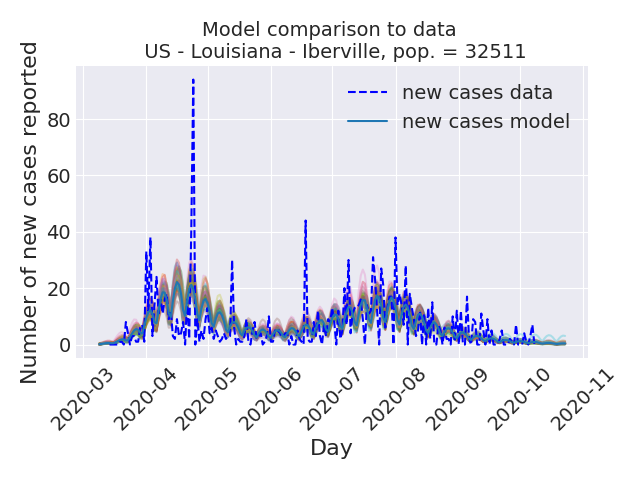 Model comparison to data
US - Louisiana - Iberville, pop. = 32511
new cases data
new cases model
Number of new cases reported
80
60
40
20
0
2020-03
2020-04
2020-05
2020-06
2020-07
2020-08
2020-09
2020-10
2020-11
Day